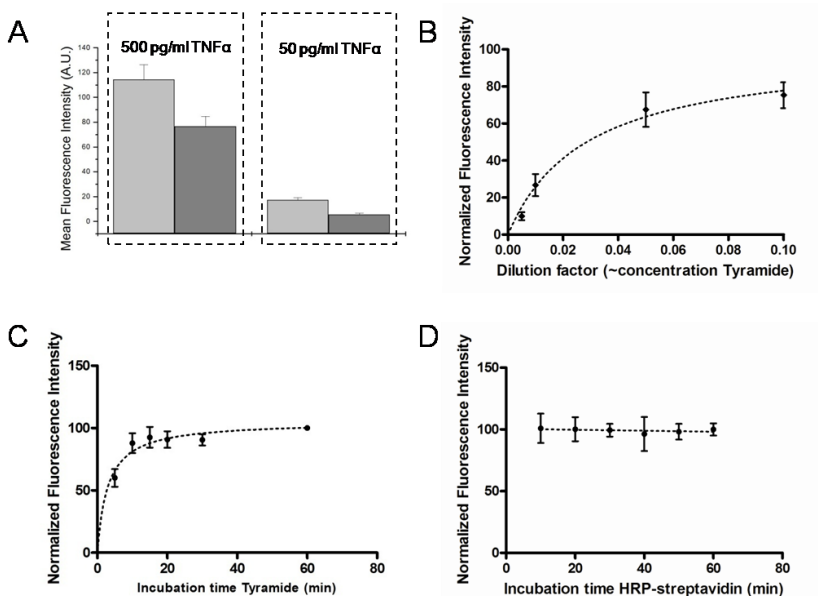 A
500 pg/ml TNFα
50 pg/ml TNFα
Mean Fluorescence Intensity (A.U.)
140
120
100
80
60
40
20
0
B
Normalized Fluorescence Intensity
100
80
60
40
20
0
0.00 0.02 0.04 0.06 0.08 0.10
Dilution factor (~concentration Tyramide)
C
Normalized Fluorescence Intensity
150
100
50
0
0 20 40 60 80
Incubation time Tyramide (min)
D
Normalized Fluorescence Intensity
150
100
50
0
0 20 40 60 80
Incubation time HRP-streptavidin (min)